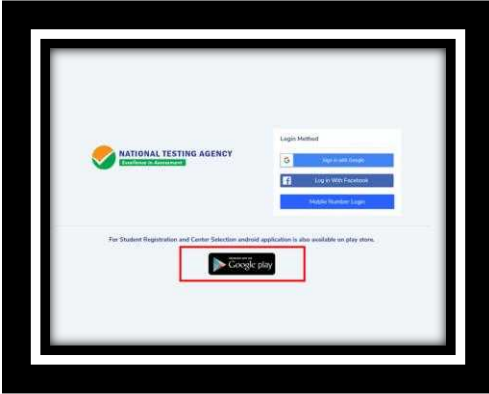 Login Method
NATIONAL TESTING AGENCY
Excellence in Assessment
G Sign in with Google
f Log in With Facebook
Mobile Number Login
For Student Registration and Center Selection android application is also available on play store.
Google play